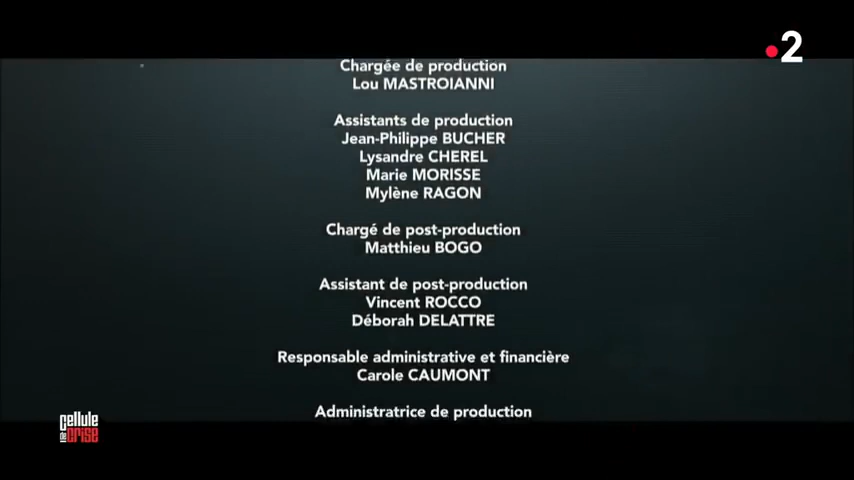 2
Chargée de production
Lou MASTROIANNI
Assistants de production
Jean-Philippe BUCHER
Lysandre CHEREL
Marie MORISSE
Mylène RAGON
Chargé de post-production
Matthieu BOGO
Assistant de post-production
Vincent ROCCO
Déborah DELATTRE
Responsable administrative et financière
Carole CAUMONT
Administratrice de production
cellule
de crise